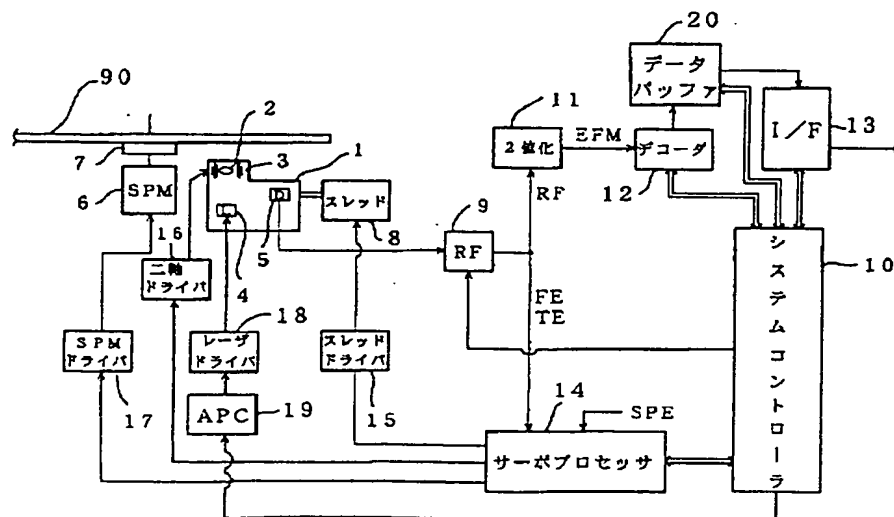 20
データ
バッファ
90
11
2
EFM
I/F
13
3
2値化
デコーダ
7
1
12
SPM
RF
6
スレッド
9
8
16
5
RF
システムコントローラ
10
二軸
ドライバ
4
FE
TE
18
SPM
ドライバ
レーザ
ドライバ
スレッド
ドライバ
14
17
APC
19
15
SPE
サーボプロセッサ